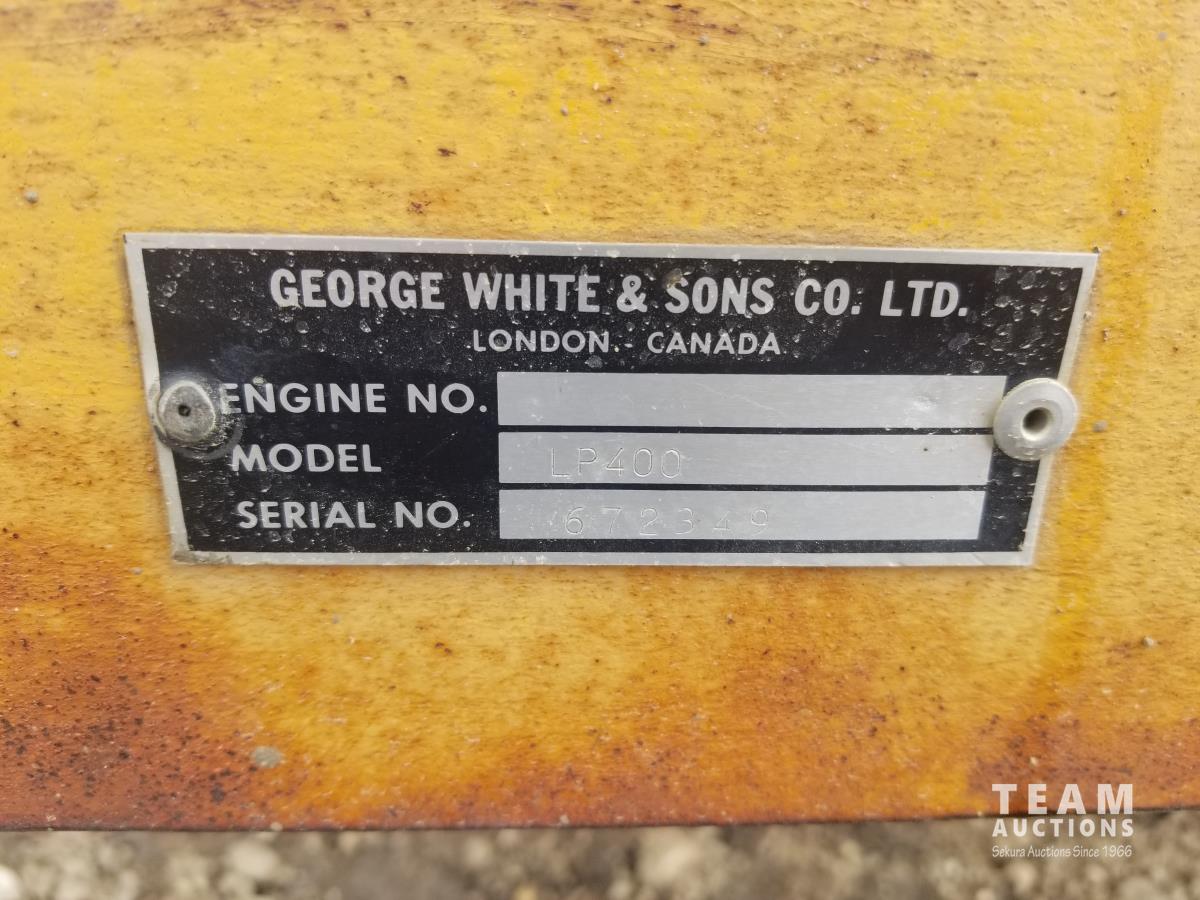 GEORGE WHITE & SONS CO. LTD.
LONDON - CANADA
ENGINE NO.
MODEL LP400
SERIAL NO. 672349
TEAM
AUCTIONS
Sekura Auctions Since 1966